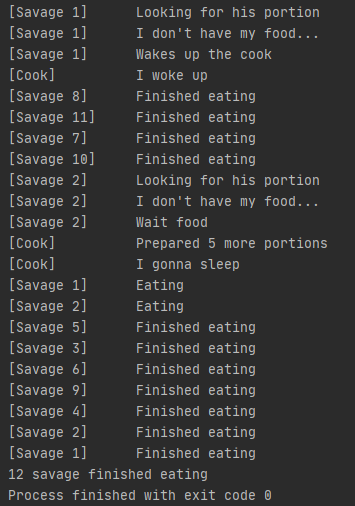 [Savage 1]      Looking for his portion
[Savage 1]      I don't have my food...
[Savage 1]      Wakes up the cook
[Cook]          I woke up
[Savage 8]      Finished eating
[Savage 11]     Finished eating
[Savage 7]      Finished eating
[Savage 10]     Finished eating
[Savage 2]      Looking for his portion
[Savage 2]      I don't have my food...
[Savage 2]      Wait food
[Cook]          Prepared 5 more portions
[Cook]          I gonna sleep
[Savage 1]      Eating
[Savage 2]      Eating
[Savage 5]      Finished eating
[Savage 3]      Finished eating
[Savage 6]      Finished eating
[Savage 9]      Finished eating
[Savage 4]      Finished eating
[Savage 2]      Finished eating
[Savage 1]      Finished eating
12 savage finished eating
Process finished with exit code 0